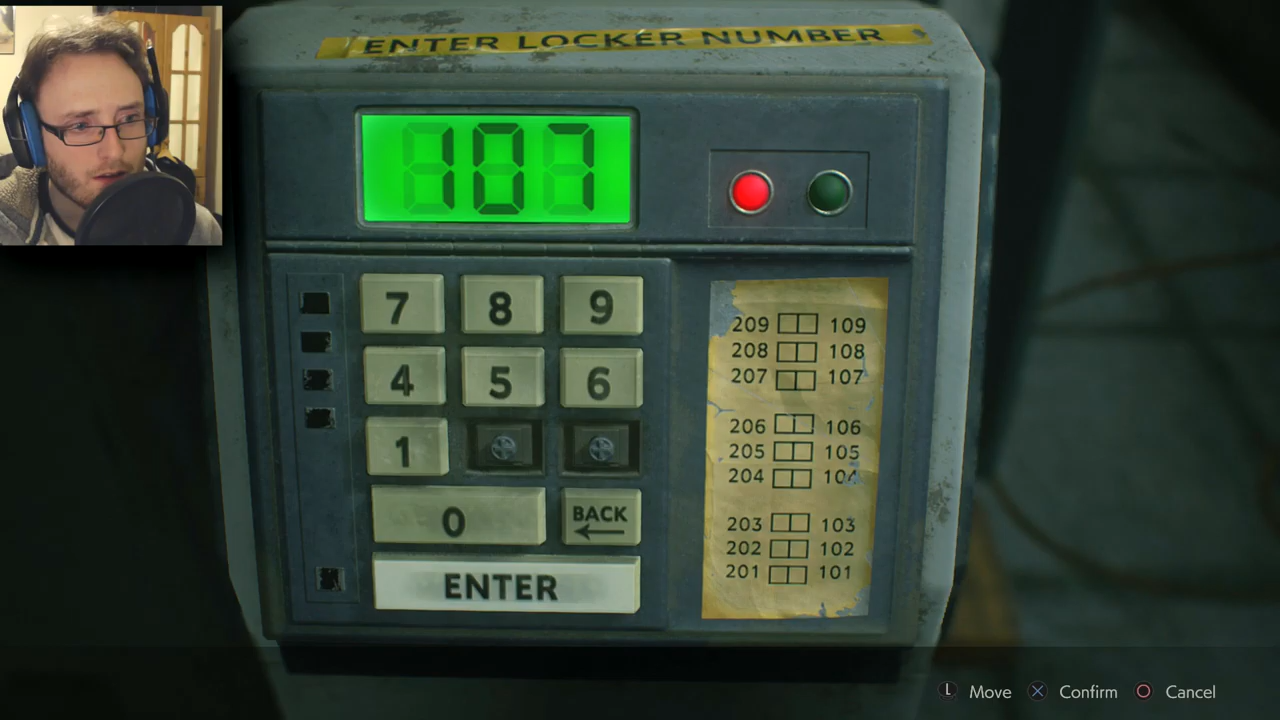 ENTER LOCKER NUMBER
107
7 8 9
4 5 6
1
0 BACK
ENTER
209 109
208 108
207 107
206 106
205 105
204 104
203 103
202 102
201 101
L Move Confirm Cancel